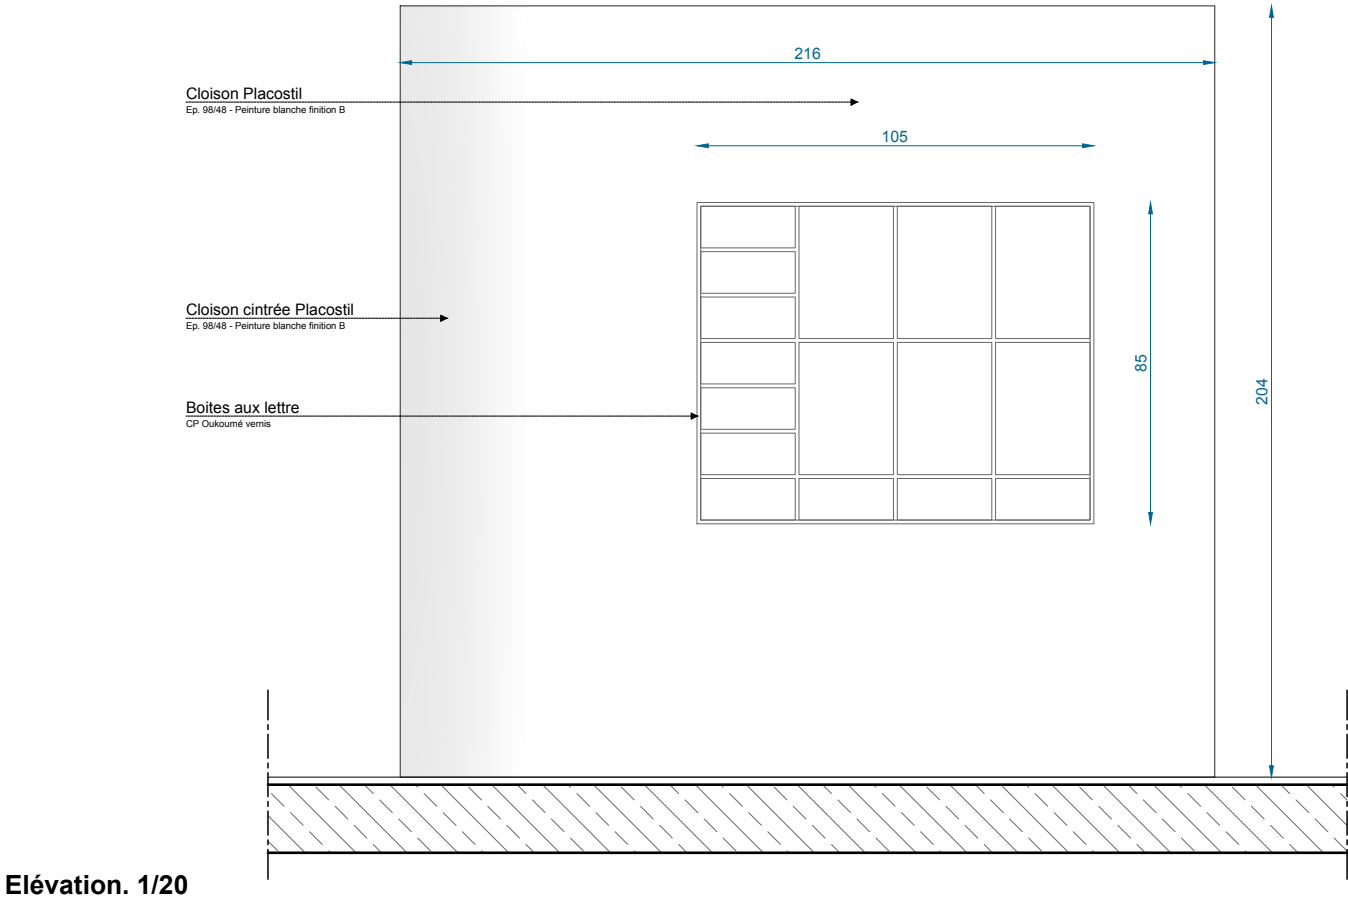 216
Cloison Placostil
Ep. 98/48 - Peinture blanche finition B
105
Cloison cintrée Placostil
Ep. 98/48 - Peinture blanche finition B
85
204
Boites aux lettre
CP Oukoumé vernis
Elévation. 1/20